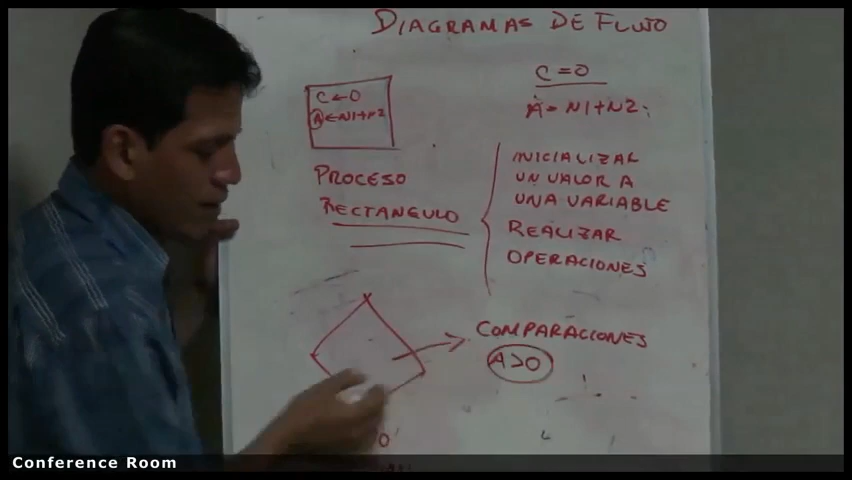 DIAGRAMAS DE FLUJO
C ← 0
A ← N1+N2
PROCESO
RECTANGULO
C = 0
A = N1+N2;
INICIALIZAR
UN VALOR A
UNA VARIABLE
REALIZAR
OPERACIONES
COMPARACIONES
A>0
Conference Room